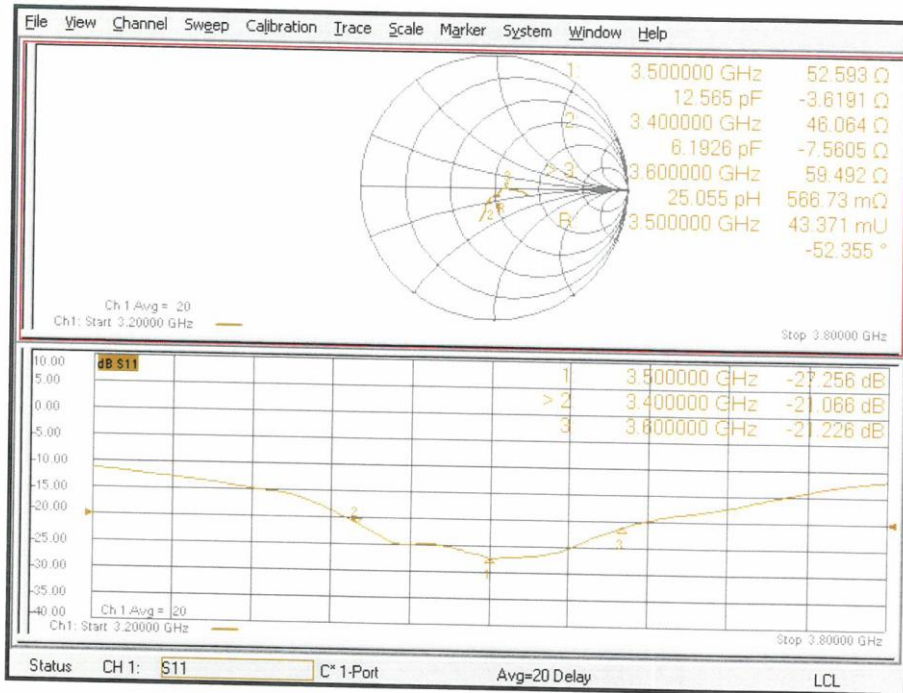 File View Channel Sweep Calibration Trace Scale Marker System Window Help
1: 3.500000 GHz 52.593 Ω
12.565 pF -3.6191 Ω
2: 3.400000 GHz 46.064 Ω
6.1926 pF -7.5605 Ω
> 3: 3.600000 GHz 59.492 Ω
25.055 pH 566.73 mΩ
R: 3.500000 GHz 43.371 mU
-52.355 °
3
2 R
Ch 1 Avg = 20
Ch1: Start 3.20000 GHz
Stop 3.80000 GHz
10.00
dB S11
5.00
0.00
-5.00
-10.00
-15.00
-20.00
-25.00
-30.00
-35.00
-40.00
1 3.500000 GHz -27.256 dB
> 2 3.400000 GHz -21.066 dB
3 3.600000 GHz -21.226 dB
2
1
3
Ch 1 Avg = 20
Ch1: Start 3.20000 GHz
Stop 3.80000 GHz
Status CH 1: S11 C* 1-Port Avg=20 Delay LCL